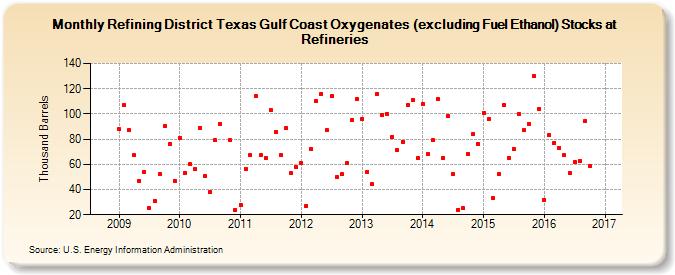 Monthly Refining District Texas Gulf Coast Oxygenates (excluding Fuel Ethanol) Stocks at
Refineries
Thousand Barrels
140
120
100
80
60
40
20
2009 2010 2011 2012 2013 2014 2015 2016 2017
Source: U.S. Energy Information Administration